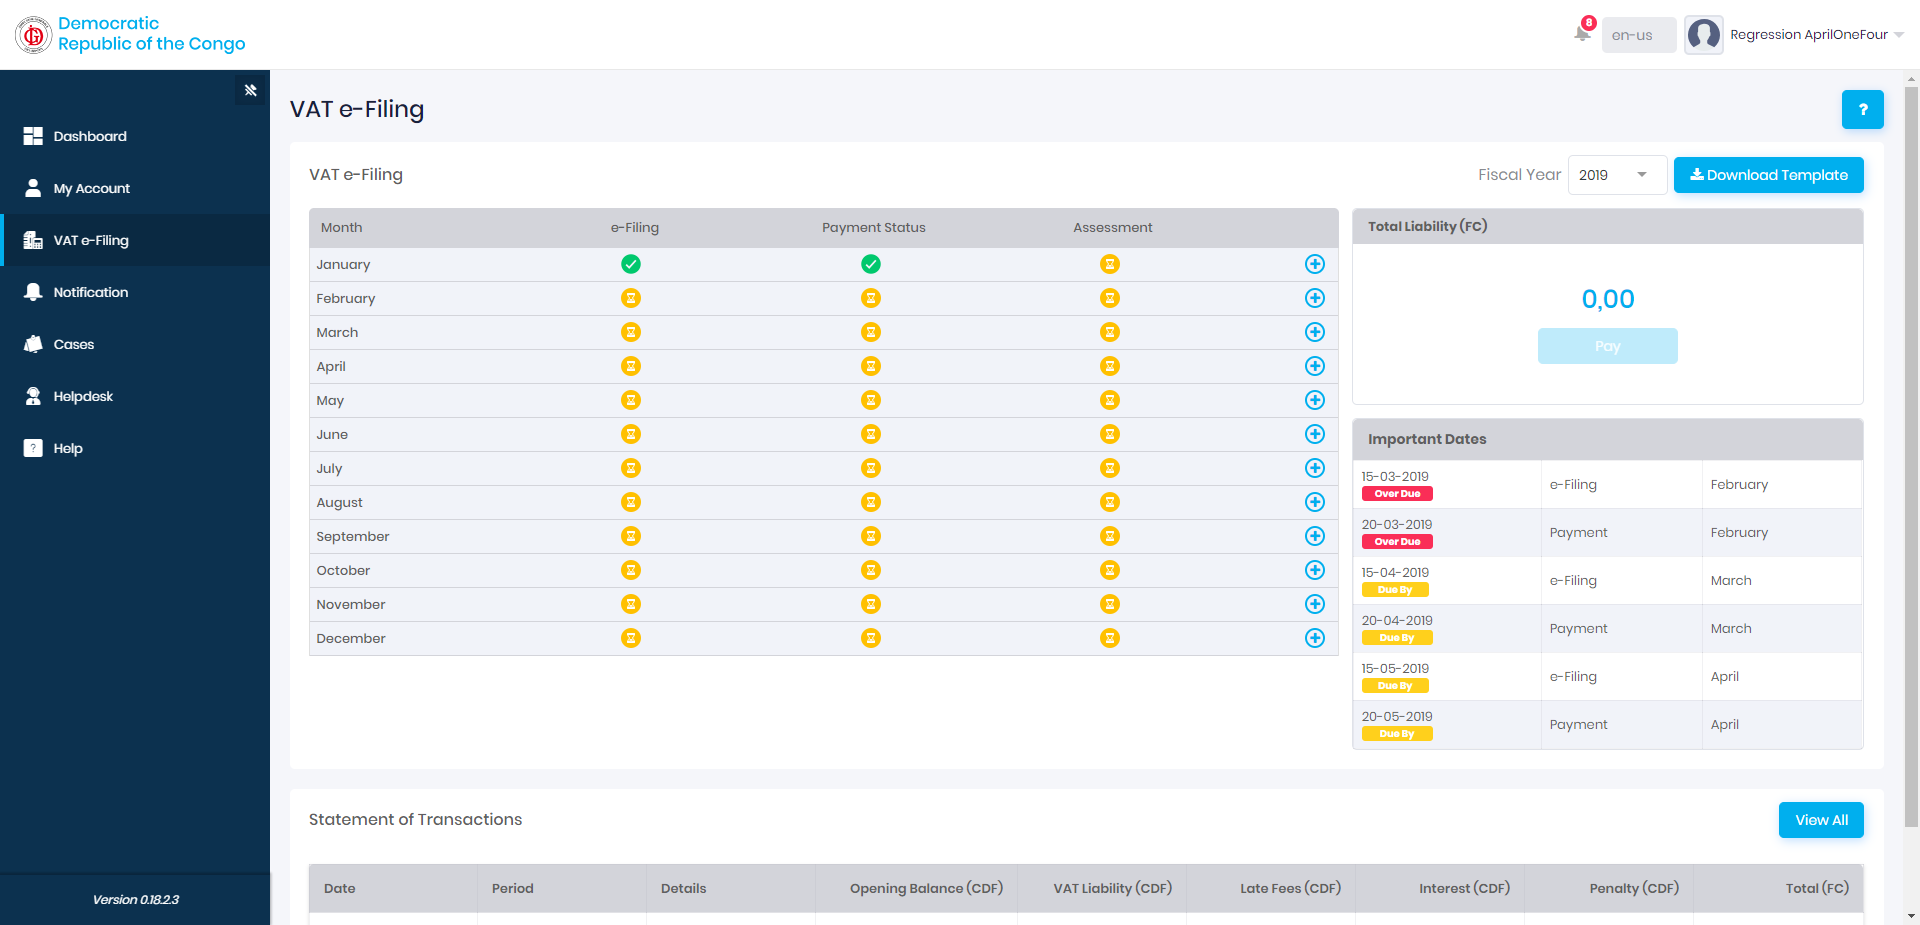 Democratic
Republic of the Congo
8
en-us
Regression AprilOneFour
Dashboard
My Account
VAT e-Filing
Notification
Cases
Helpdesk
? Help
Version 0.18.2.3
VAT e-Filing
?
VAT e-Filing
Fiscal Year 2019 Download Template
Month e-Filing Payment Status Assessment
January
February
March
April
May
June
July
August
September
October
November
December
Total Liability (FC)
0,00
Pay
Important Dates
15-03-2019
Over Due
e-Filing February
20-03-2019
Over Due
Payment February
15-04-2019
Due By
e-Filing March
20-04-2019
Due By
Payment March
15-05-2019
Due By
e-Filing April
20-05-2019
Due By
Payment April
Statement of Transactions
View All
Date Period Details Opening Balance (CDF) VAT Liability (CDF) Late Fees (CDF) Interest (CDF) Penalty (CDF) Total (FC)